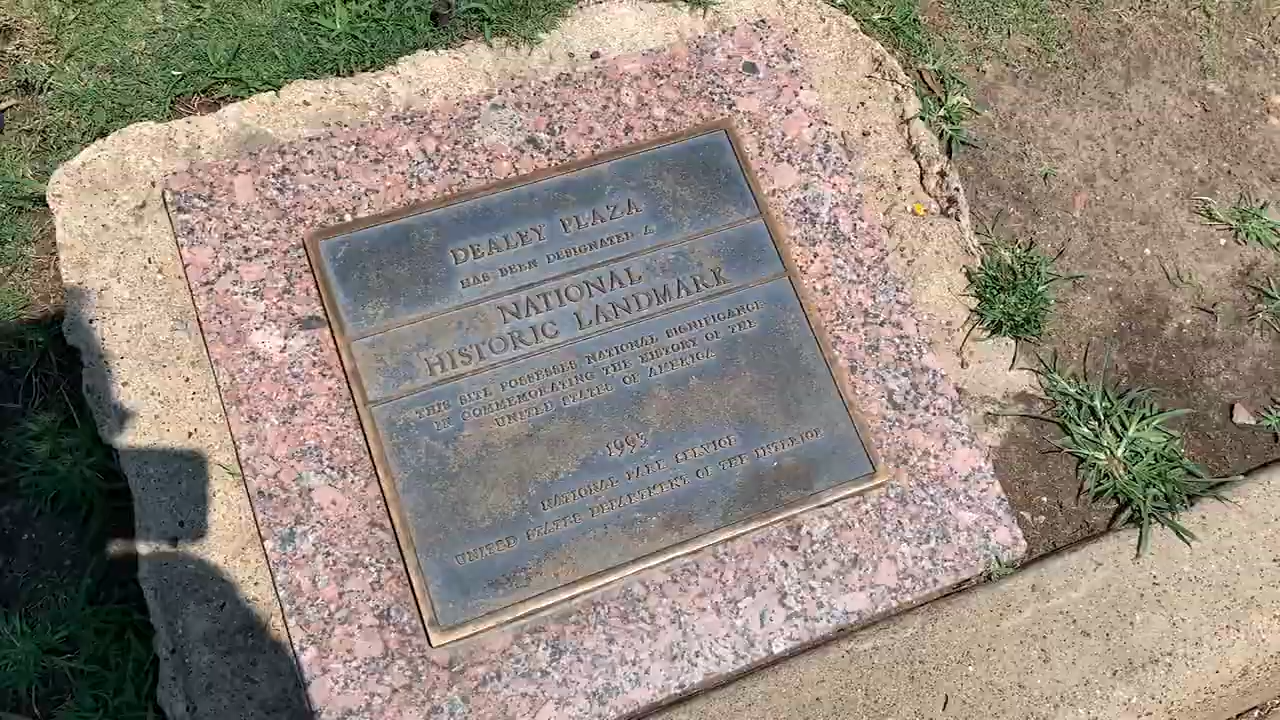 DEALEY PLAZA
HAS BEEN DESIGNATED A
NATIONAL
HISTORIC LANDMARK
THIS SITE POSSESSES NATIONAL SIGNIFICANCE
IN COMMEMORATING THE HISTORY OF THE
UNITED STATES OF AMERICA
1993
NATIONAL PARK SERVICE
UNITED STATES DEPARTMENT OF THE INTERIOR